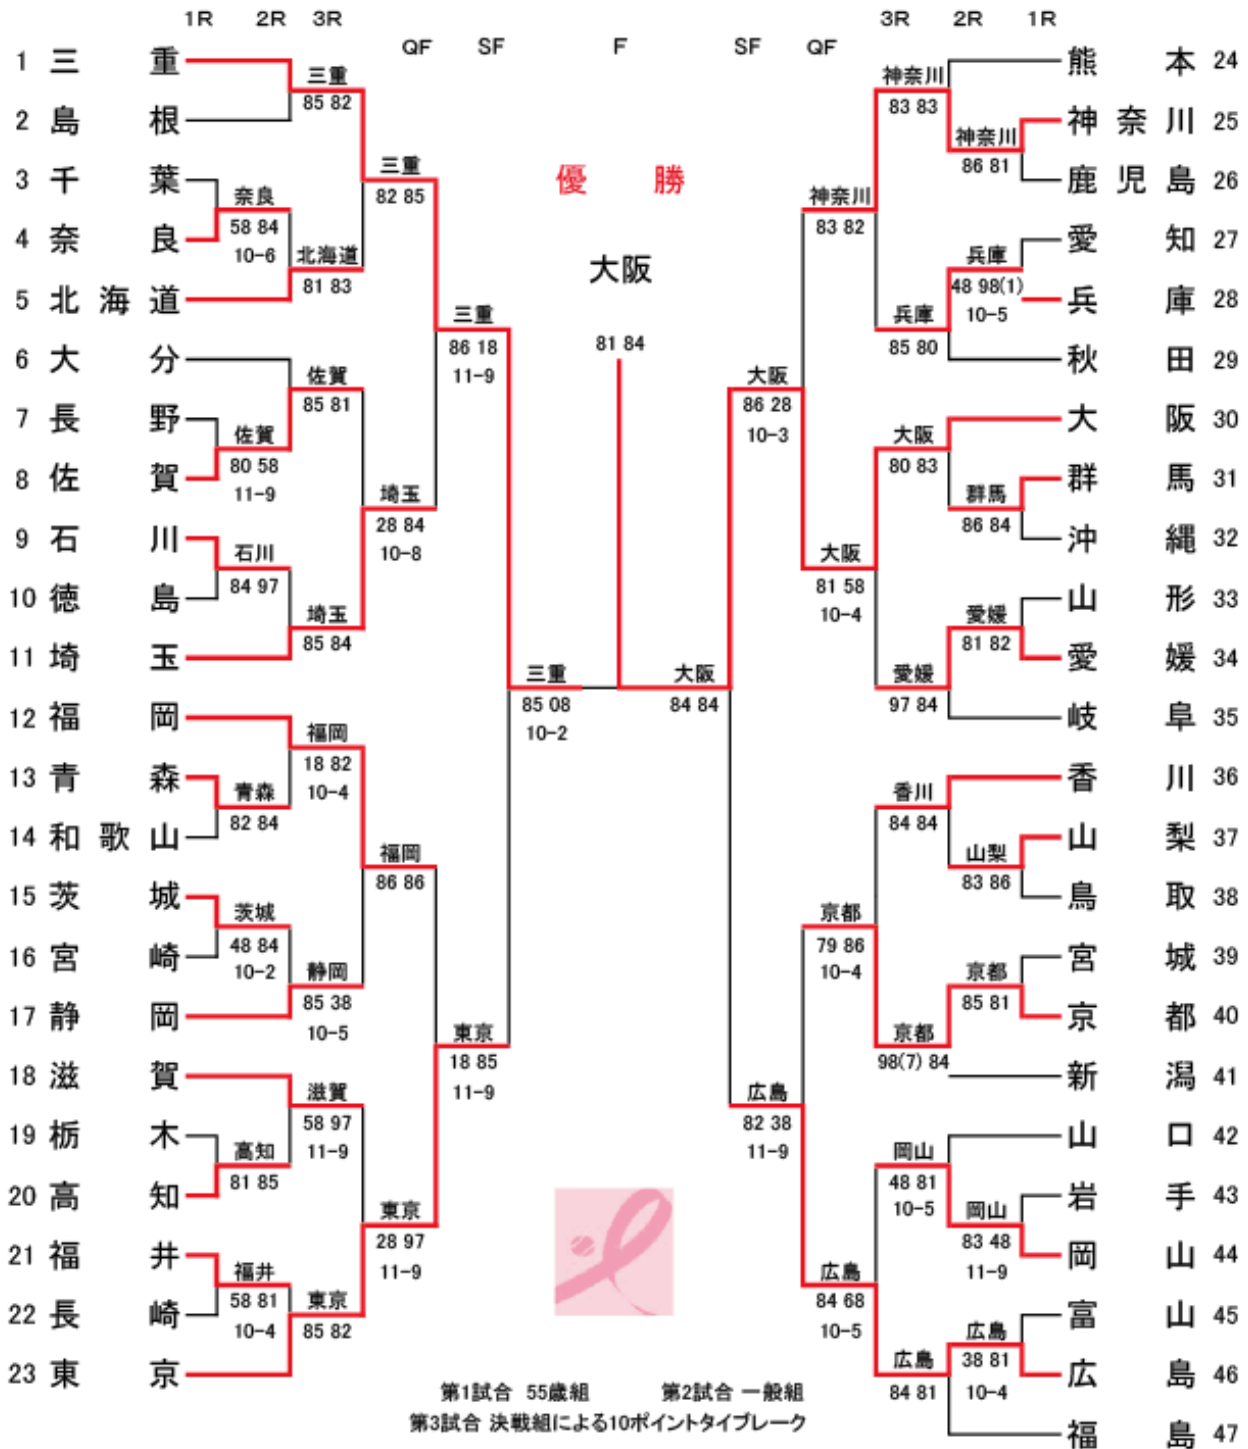 1R 2R 3R QF SF F SF QF 3R 2R 1R
1 三重
2 島根
3 千葉
4 奈良
5 北海道
6 大分
7 長野
8 佐賀
9 石川
10 徳島
11 埼玉
12 福岡
13 青森
14 和歌山
15 茨城
16 宮崎
17 静岡
18 滋賀
19 栃木
20 高知
21 福井
22 長崎
23 東京
奈良
58 84
10-6
佐賀
80 58
11-9
石川
84 97
青森
82 84
茨城
48 84
10-2
高知
81 85
福井
58 81
10-4
三重
85 82
北海道
81 83
佐賀
85 81
埼玉
85 84
福岡
18 82
10-4
静岡
85 38
10-5
滋賀
58 97
11-9
東京
85 82
三重
82 85
埼玉
28 84
10-8
福岡
86 86
東京
28 97
11-9
三重
86 18
11-9
東京
18 85
11-9
三重
85 08
10-2
優勝
大阪
81 84
大阪
84 84
大阪
86 28
10-3
広島
82 38
11-9
神奈川
83 82
大阪
81 58
10-4
京都
79 86
10-4
広島
84 68
10-5
神奈川
83 83
兵庫
85 80
大阪
80 83
愛媛
97 84
香川
84 84
京都
98(7) 84
岡山
48 81
10-5
広島
84 81
神奈川
86 81
兵庫
48 98(1)
10-5
群馬
86 84
愛媛
81 82
山梨
83 86
京都
85 81
岡山
83 48
11-9
広島
38 81
10-4
熊本 24
神奈川 25
鹿児島 26
愛知 27
兵庫 28
秋田 29
大阪 30
群馬 31
沖縄 32
山形 33
愛媛 34
岐阜 35
香川 36
山梨 37
鳥取 38
宮城 39
京都 40
新潟 41
山口 42
岩手 43
岡山 44
富山 45
広島 46
福島 47
第1試合 55歳組 第2試合 一般組
第3試合 決戦組による10ポイントタイブレーク